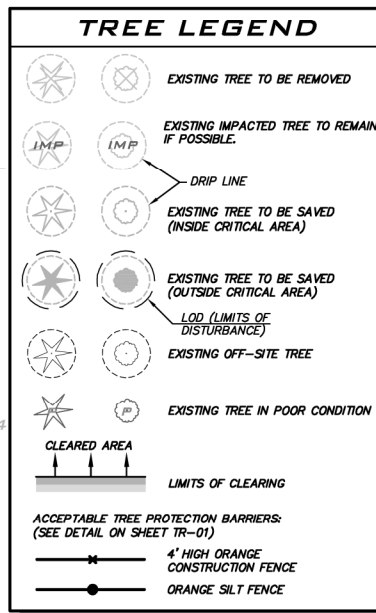 TREE LEGEND
EXISTING TREE TO BE REMOVED
IMP IMP
EXISTING IMPACTED TREE TO REMAIN
IF POSSIBLE.
DRIP LINE
EXISTING TREE TO BE SAVED
(INSIDE CRITICAL AREA)
EXISTING TREE TO BE SAVED
(OUTSIDE CRITICAL AREA)
LOD (LIMITS OF
DISTURBANCE)
EXISTING OFF-SITE TREE
P P
EXISTING TREE IN POOR CONDITION
CLEARED AREA
LIMITS OF CLEARING
ACCEPTABLE TREE PROTECTION BARRIERS:
(SEE DETAIL ON SHEET TR-01)
4' HIGH ORANGE
CONSTRUCTION FENCE
ORANGE SILT FENCE